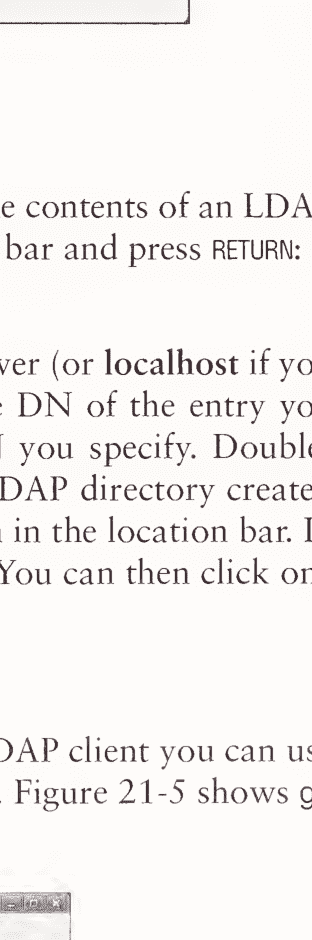 e contents of an LDA
bar and press RETURN:
ver (or localhost if yo
DN of the entry yo
you specify. Double
DAP directory create
in the location bar. I
You can then click on
DAP client you can us
. Figure 21-5 shows g